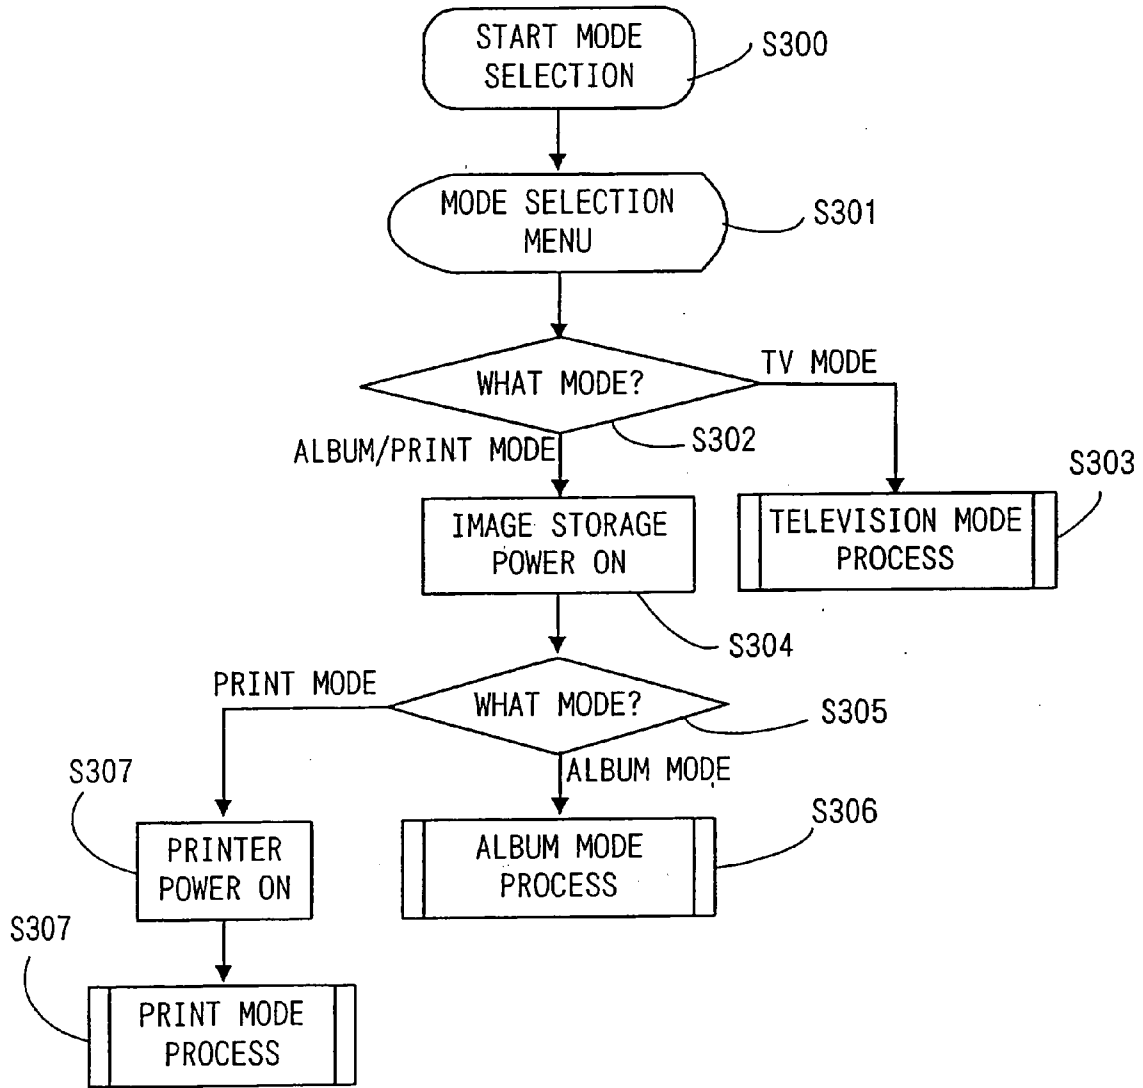 START MODE
SELECTION
S300
MODE SELECTION
MENU
S301
WHAT MODE?
TV MODE
S302
ALBUM/PRINT MODE
S303
IMAGE STORAGE
POWER ON
TELEVISION MODE
PROCESS
S304
PRINT MODE
WHAT MODE?
S305
ALBUM MODE
S307
PRINTER
POWER ON
ALBUM MODE
PROCESS
S306
S307
PRINT MODE
PROCESS